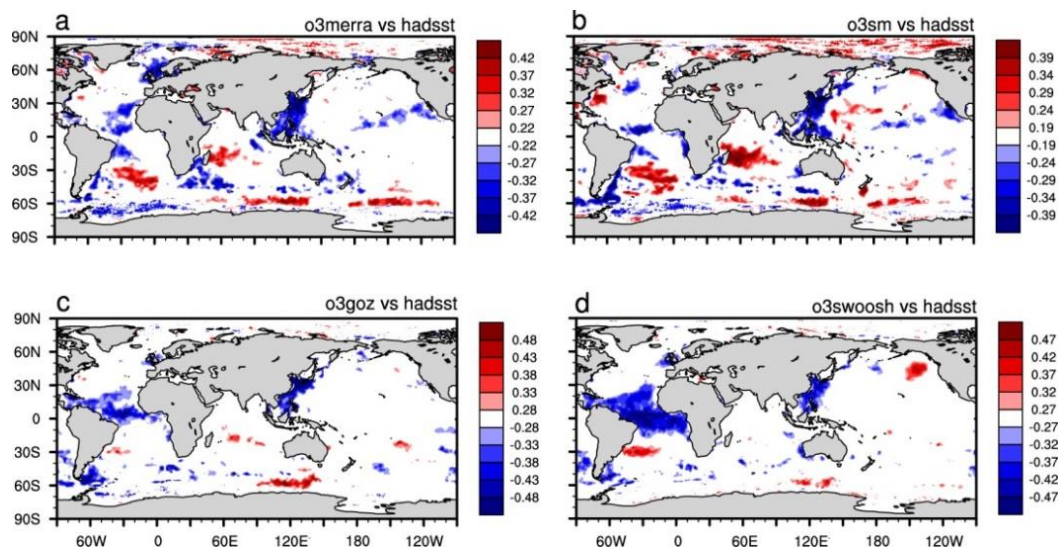 a
o3merra vs hadsst
90N
60N
30N
0
30S
60S
90S
0.42
0.37
0.32
0.27
0.22
-0.22
-0.27
-0.32
-0.37
-0.42
b
o3sm vs hadsst
0.39
0.34
0.29
0.24
0.19
-0.19
-0.24
-0.29
-0.34
-0.39
c
o3goz vs hadsst
90N
60N
30N
0
30S
60S
90S
60W
0
60E
120E
120W
0.48
0.43
0.38
0.33
0.28
-0.28
-0.33
-0.38
-0.43
-0.48
d
o3swoosh vs hadsst
60W
0
60E
120E
120W
0.47
0.42
0.37
0.32
0.27
-0.27
-0.32
-0.37
-0.42
-0.47